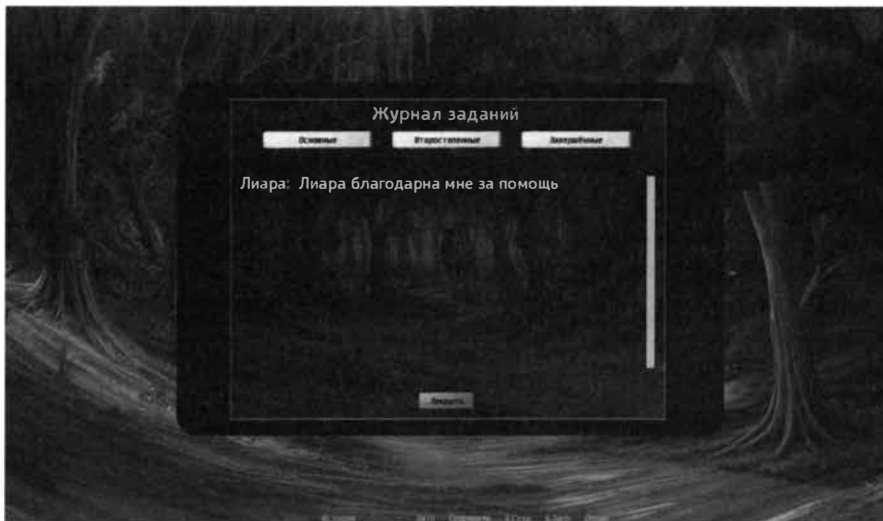 Журнал заданий
Основные Второстепенные Завершённые
Лиара: Лиара благодарна мне за помощь
Закрыть